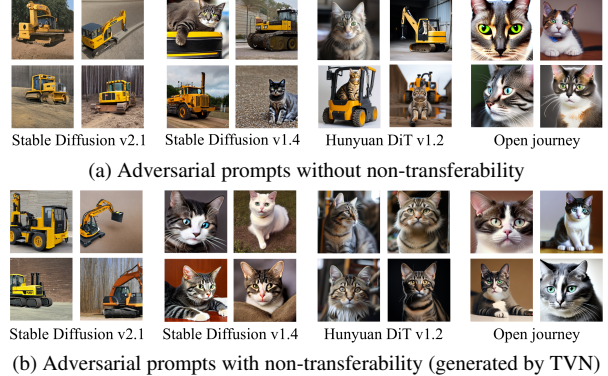 Stable Diffusion v2.1 Stable Diffusion v1.4 Hunyuan DiT v1.2 Open journey
(a) Adversarial prompts without non-transferability
Stable Diffusion v2.1 Stable Diffusion v1.4 Hunyuan DiT v1.2 Open journey
(b) Adversarial prompts with non-transferability (generated by TVN)